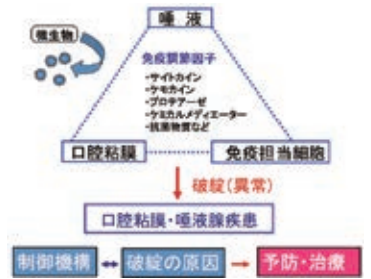 唾 液
微生物
免疫調節因子
・サイトカイン
・ケモカイン
・プロテアーゼ
・ケミカルメディエーター
・抗菌物質など
口腔粘膜
免疫担当細胞
破綻(異常)
口腔粘膜・唾液腺疾患
制御機構
破綻の原因
予防・治療